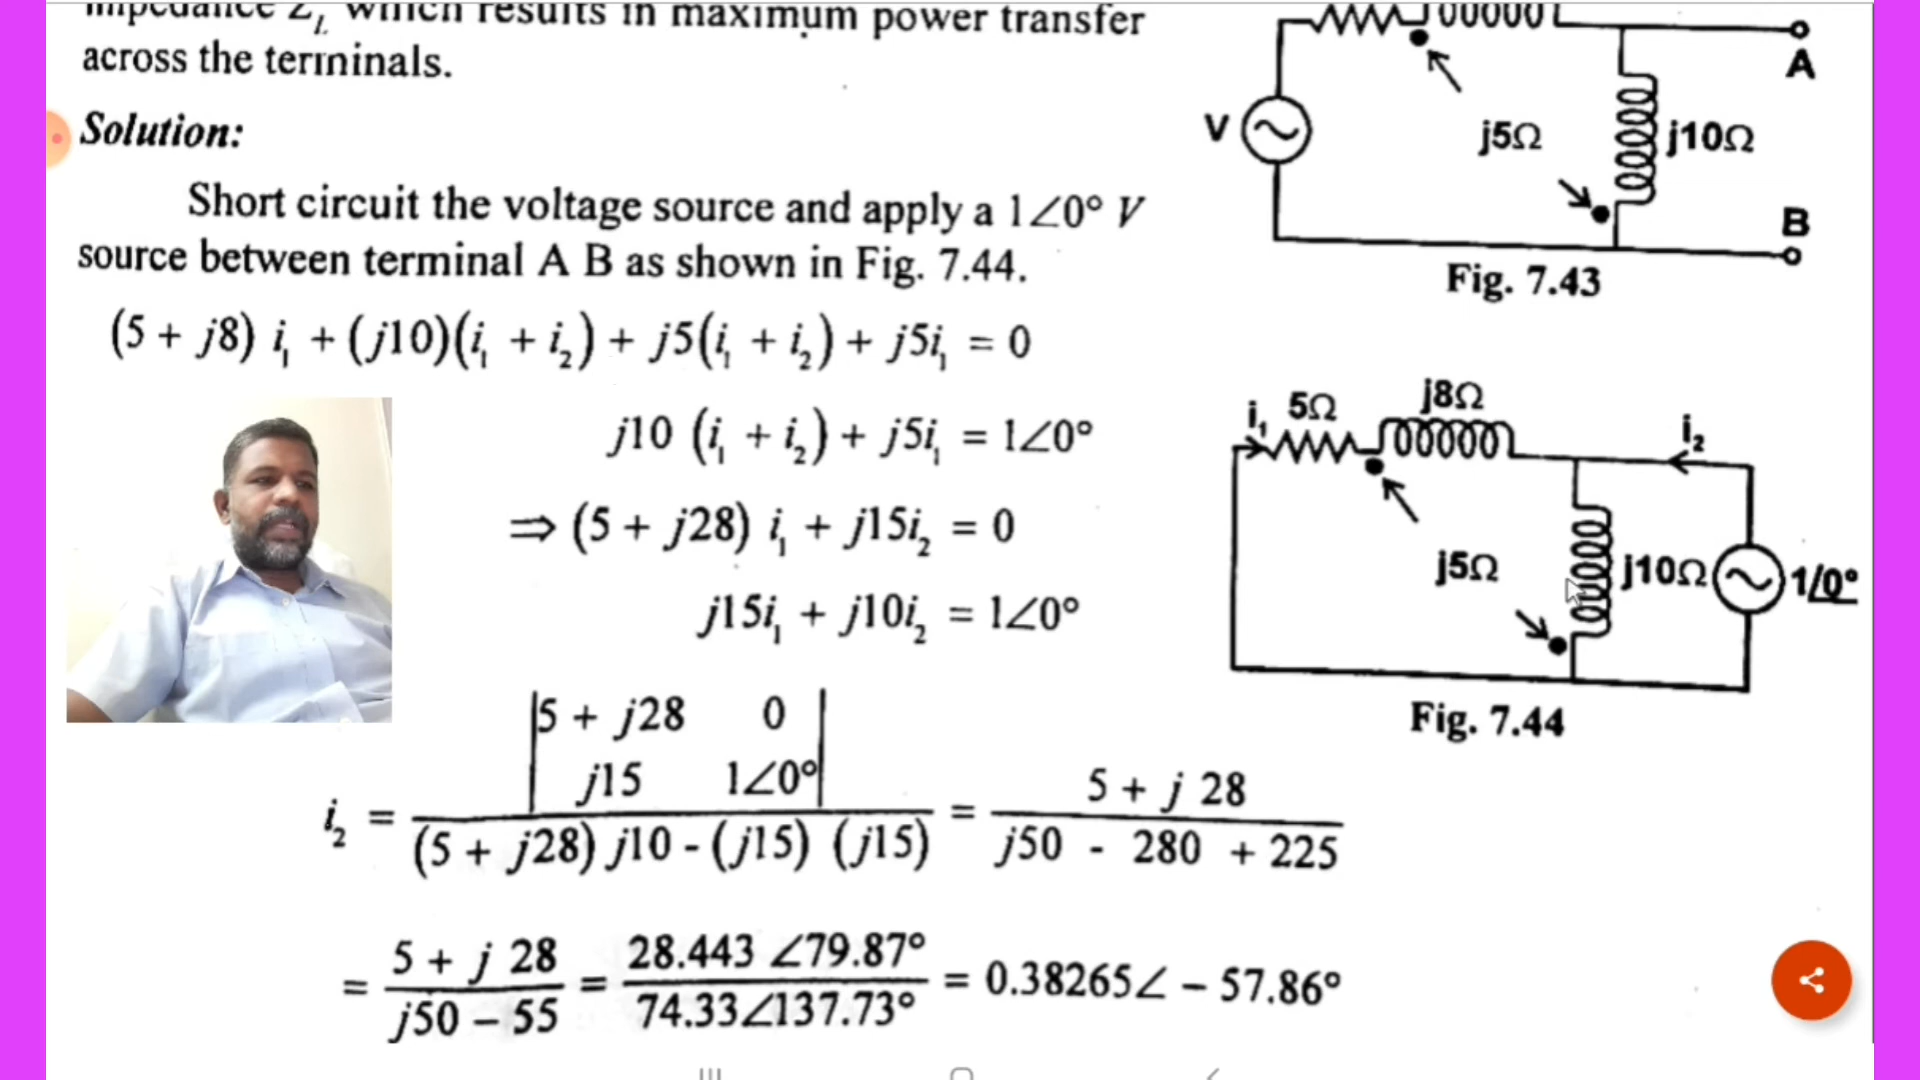 impedance Z_L which results in maximum power transfer
across the terminals.
Solution:
Short circuit the voltage source and apply a 1∠0° V
source between terminal A B as shown in Fig. 7.44.
(5 + j8) i₁ + (j10)(i₁ + i₂) + j5(i₁ + i₂) + j5i₁ = 0
j10 (i₁ + i₂) + j5i₁ = 1∠0°
⇒ (5 + j28) i₁ + j15i₂ = 0
j15i₁ + j10i₂ = 1∠0°
i₂ = |5 + j28 0 j15 1∠0°| / (5 + j28) j10 - (j15) (j15) = 5 + j 28 / j50 - 280 + 225
= 5 + j 28 / j50 – 55 = 28.443 ∠79.87° / 74.33∠137.73° = 0.38265∠ – 57.86°
V
j5Ω
j10Ω
A
B
Fig. 7.43
i₁
5Ω
j8Ω
i₂
j5Ω
j10Ω
1/0°
Fig. 7.44